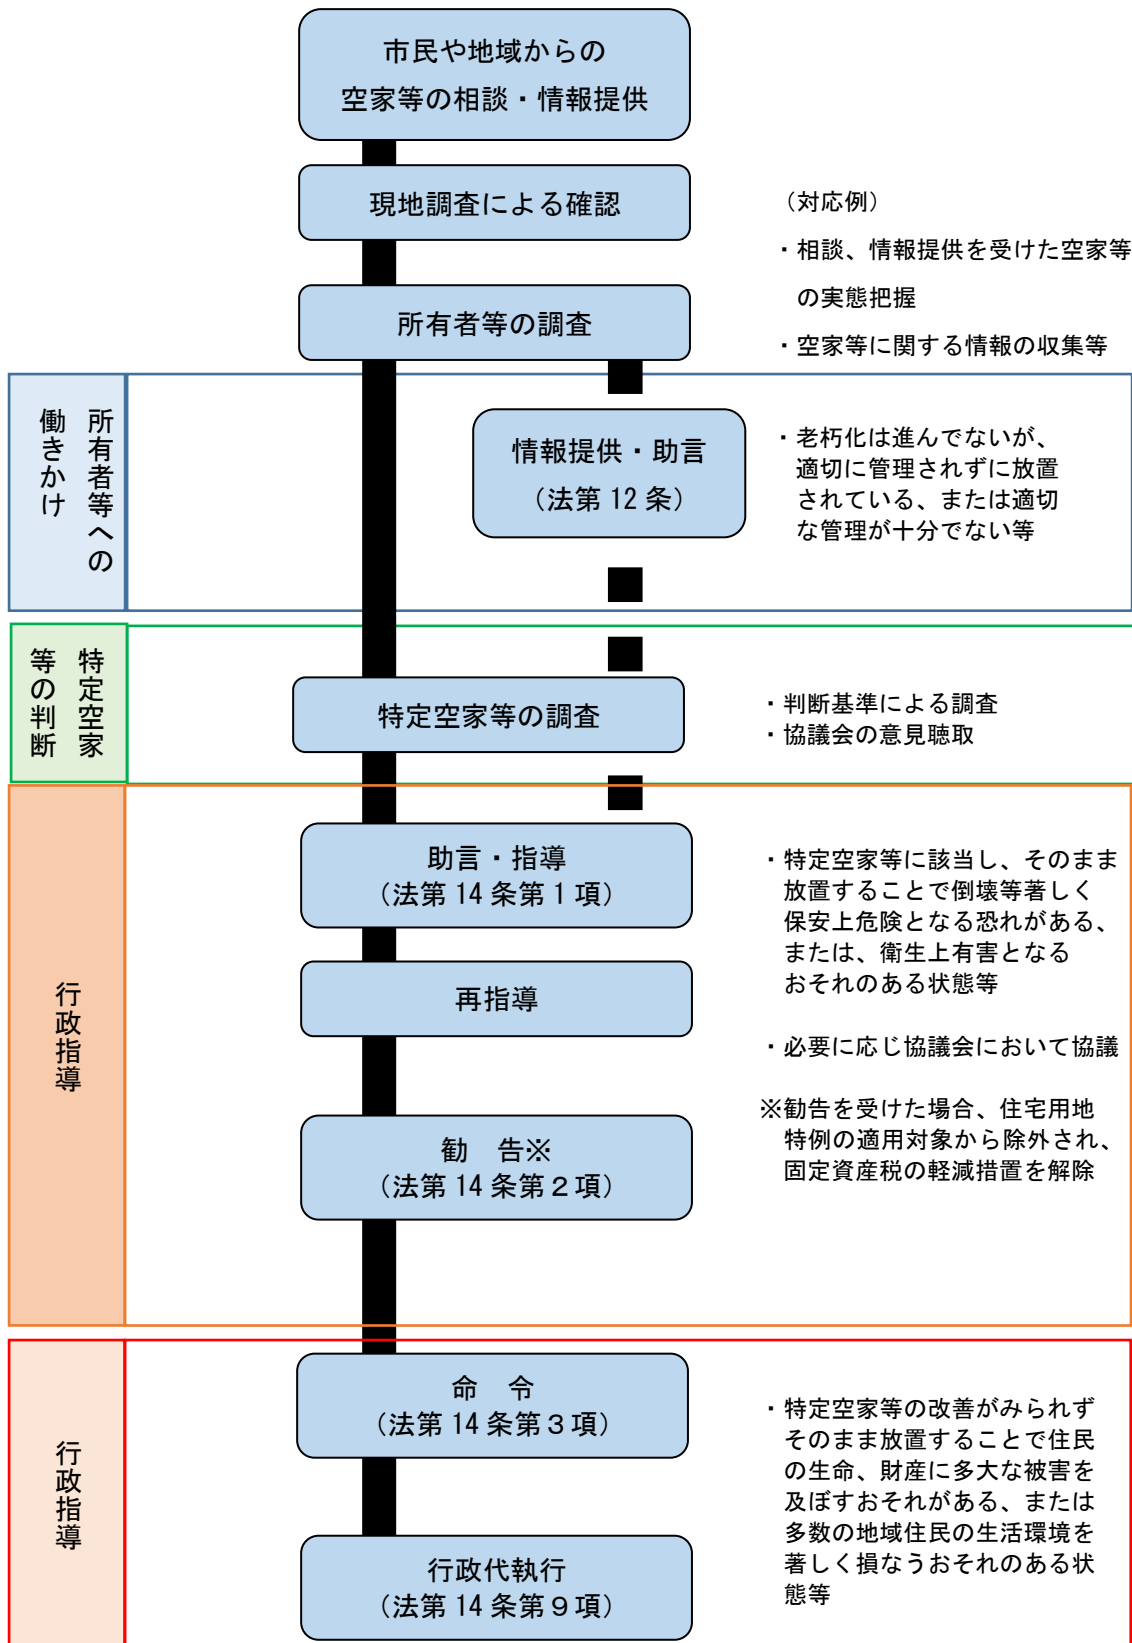 市民や地域からの
空家等の相談・情報提供
現地調査による確認
所有者等の調査
（対応例）
・相談、情報提供を受けた空家等
の実態把握
・空家等に関する情報の収集等
所有者等への
働きかけ
情報提供・助言
（法第 12 条）
・老朽化は進んでないが、
適切に管理されずに放置
されている、または適切
な管理が十分でない等
特定空家
等の判断
特定空家等の調査
・判断基準による調査
・協議会の意見聴取
行政指導
助言・指導
（法第 14 条第１項）
再指導
勧　告※
（法第 14 条第２項）
・特定空家等に該当し、そのまま
放置することで倒壊等著しく
保安上危険となる恐れがある、
または、衛生上有害となる
おそれのある状態等
・必要に応じ協議会において協議
※勧告を受けた場合、住宅用地
特例の適用対象から除外され、
固定資産税の軽減措置を解除
行政指導
命　令
（法第 14 条第３項）
行政代執行
（法第 14 条第９項）
・特定空家等の改善がみられず
そのまま放置することで住民
の生命、財産に多大な被害を
及ぼすおそれがある、または
多数の地域住民の生活環境を
著しく損なうおそれのある状
態等